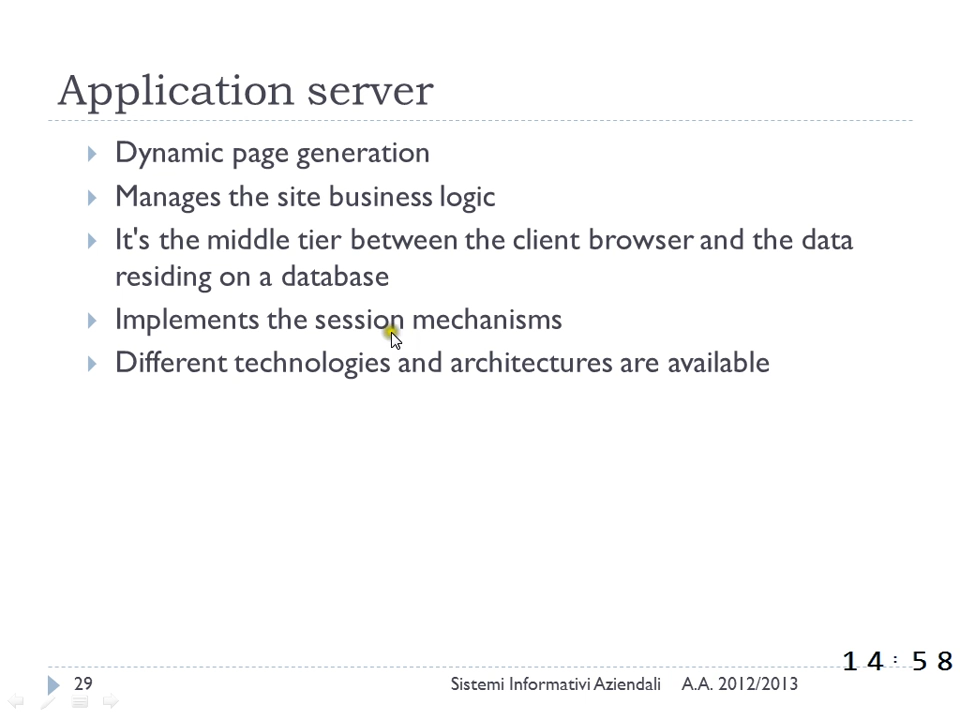 Application server
Dynamic page generation
Manages the site business logic
It's the middle tier between the client browser and the data
residing on a database
Implements the session mechanisms
Different technologies and architectures are available
14:58
29 Sistemi Informativi Aziendali A.A. 2012/2013